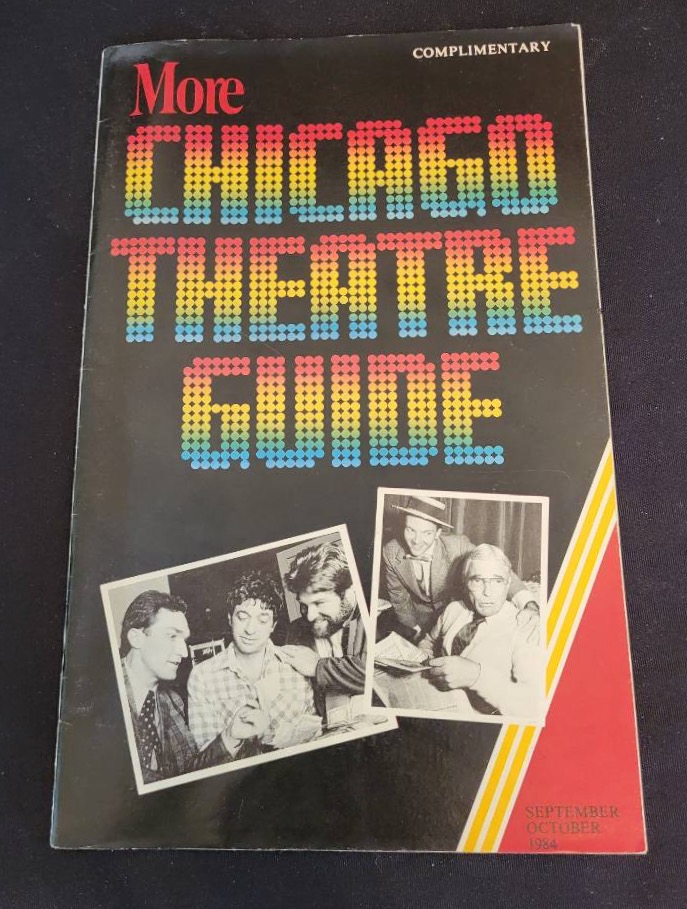 COMPLIMENTARY
More
CHICAGO
THEATRE
GUIDE
SEPTEMBER
OCTOBER
1984